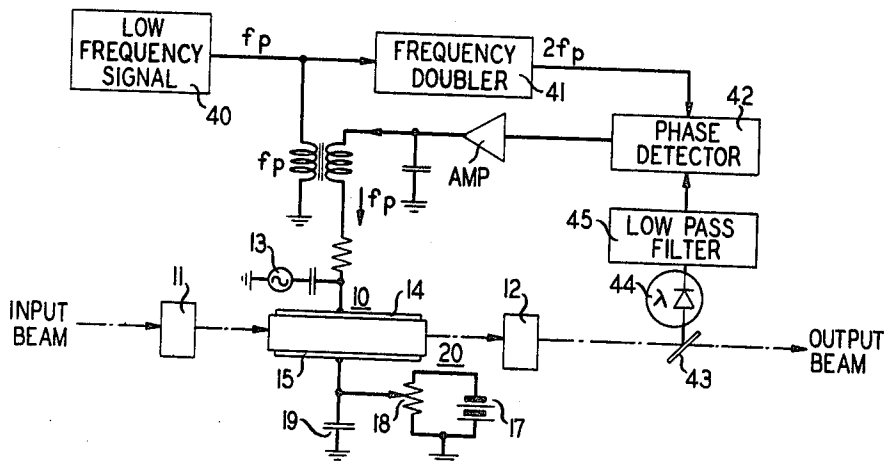 LOW
FREQUENCY
SIGNAL
40
fp
FREQUENCY
DOUBLER
41
2fp
42
PHASE
DETECTOR
AMP
fp
fp
45
LOW PASS
FILTER
44
λ
13
11
10
14
12
INPUT
BEAM
OUTPUT
BEAM
43
15
20
19
18
17